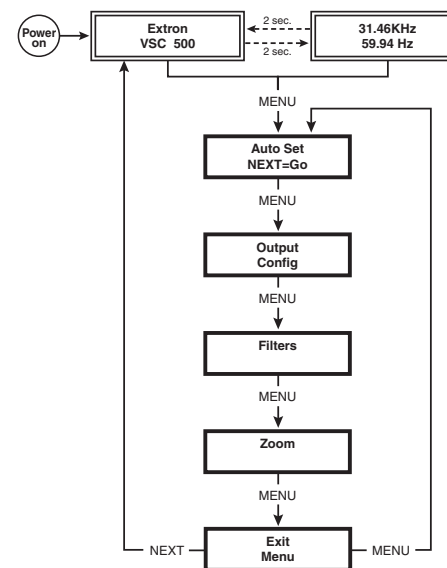 Power
on
Extron
VSC 500
2 sec.
2 sec.
31.46KHz
59.94 Hz
MENU
Auto Set
NEXT=Go
MENU
Output
Config
MENU
Filters
MENU
Zoom
MENU
NEXT
Exit
Menu
MENU